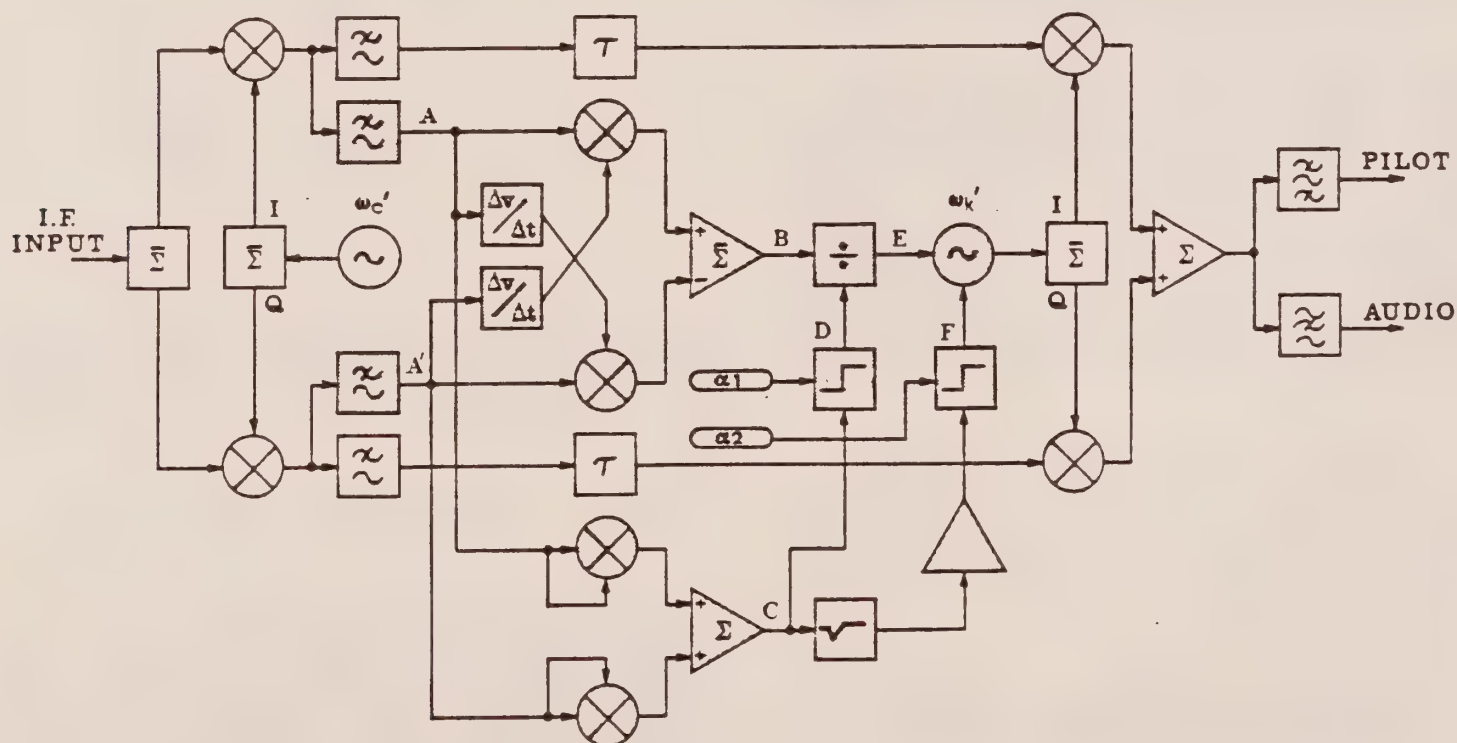 τ
A
PILOT
Δv/Δt
I
ωc'
ωk'
I
I.F.
INPUT
Σ
Σ
+
Σ
B
÷
E
Σ
+
Σ
Q
Δv/Δt
-
+
Q
D
F
AUDIO
A'
α1
α2
τ
C
+
Σ
+